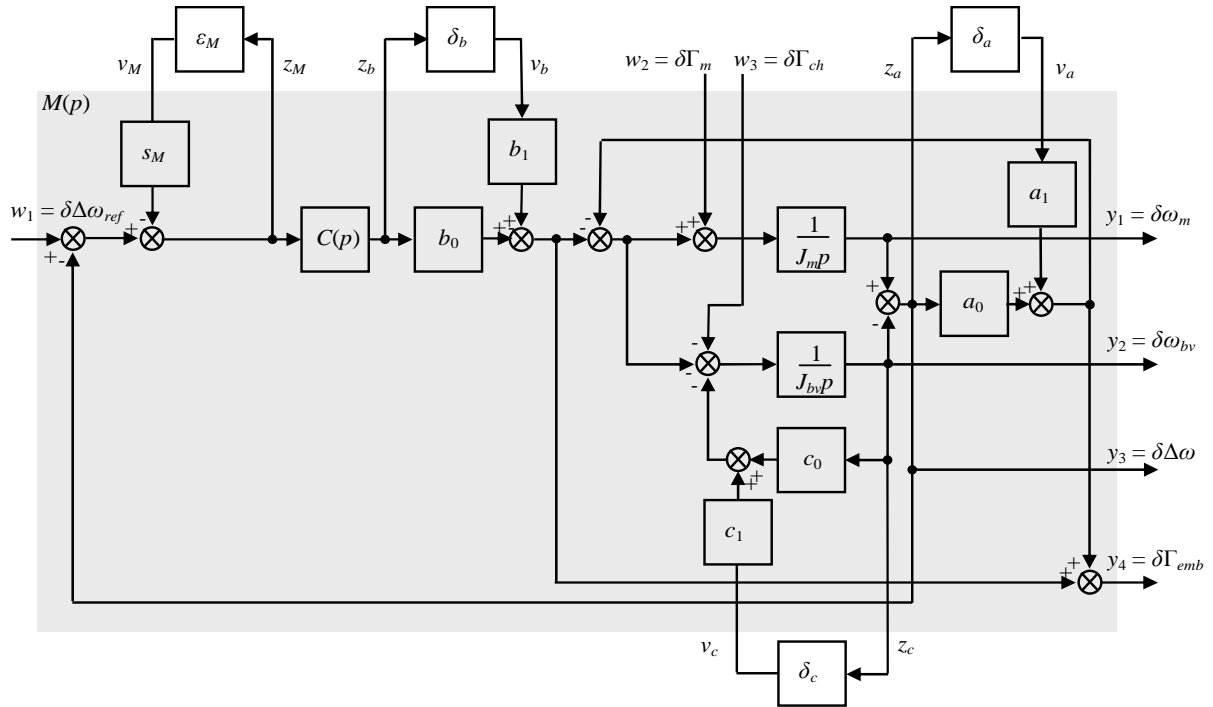 ε_M
δ_b
δ_a
v_M
z_M
z_b
v_b
w_2 = δΓ_m
w_3 = δΓ_ch
z_a
v_a
M(p)
s_M
b_1
a_1
w_1 = δΔω_ref
- + -
+ +
-
+ +
y_1 = δω_m
C(p)
b_0
1
J_m p
+ -
+
+ +
a_0
-
-
- -
1
J_bv p
y_2 = δω_bv
c_0
+ +
y_3 = δΔω
c_1
+ +
y_4 = δΓ_emb
v_c
z_c
δ_c